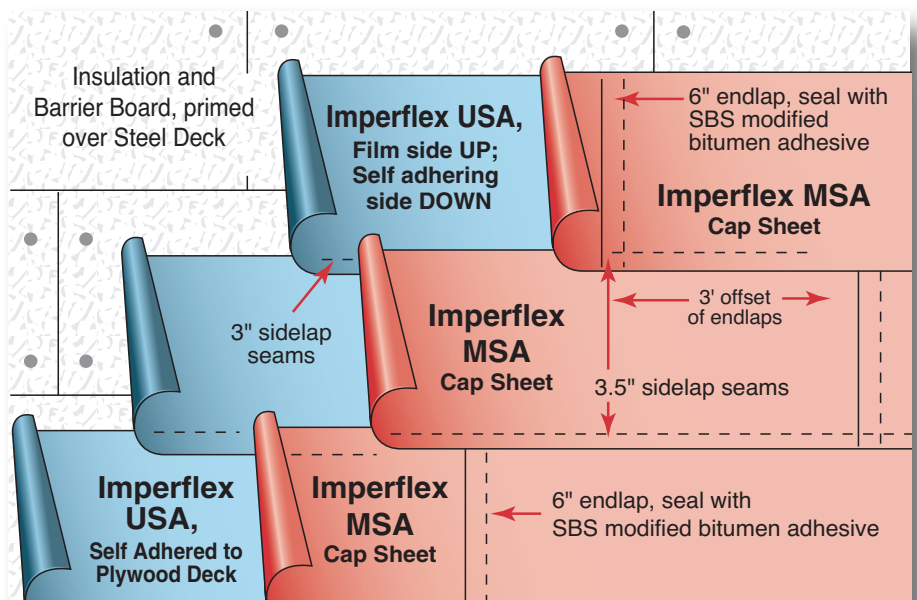 Insulation and
Barrier Board, primed
over Steel Deck
Imperflex USA,
Film side UP;
Self adhering
side DOWN
6" endlap, seal with
SBS modified
bitumen adhesive
Imperflex MSA
Cap Sheet
3" sidelap
seams
Imperflex
MSA
Cap Sheet
3' offset
of endlaps
3.5" sidelap seams
Imperflex
USA,
Self Adhered to
Plywood Deck
Imperflex
MSA
Cap Sheet
6" endlap, seal with
SBS modified bitumen adhesive